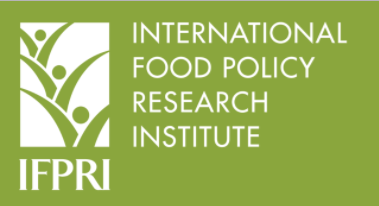 INTERNATIONAL
FOOD POLICY
RESEARCH
INSTITUTE
IFPRI